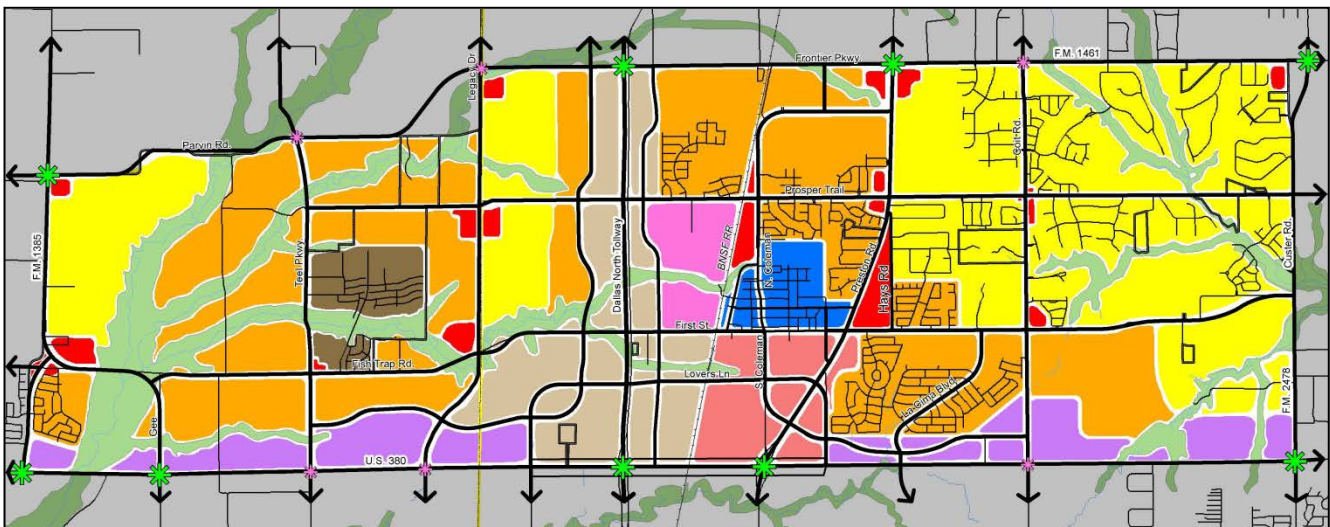 F.M. 1461
Frontier Pkwy
Legacy Dr
Parvin Rd.
Coit Rd.
Prosper Trail
F.M. 1385
Teel Pkwy
Dallas North Tollway
BNSF RR
N. Coleman
Preston Rd.
Hays Rd
Custer Rd.
First St.
Fish Trap Rd.
Lovers Ln
S. Coleman
La Cima Blvd.
F.M. 2478
Gee
U.S. 380